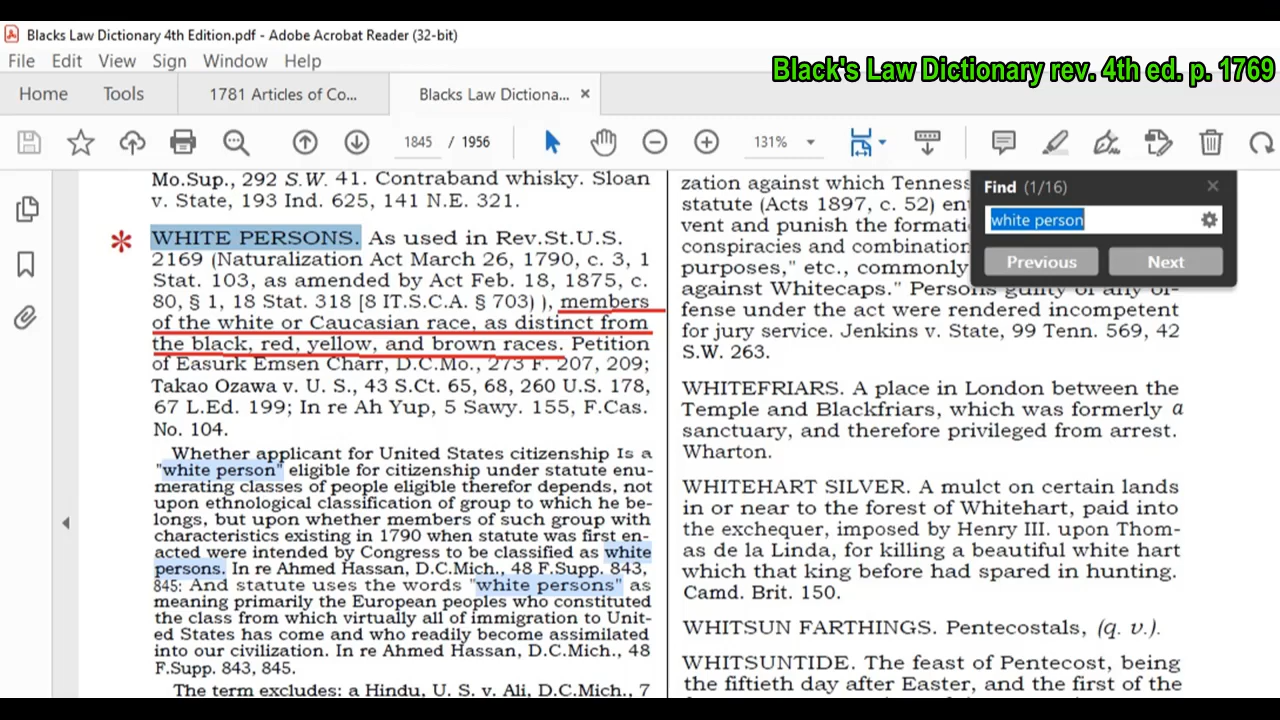 Blacks Law Dictionary 4th Edition.pdf - Adobe Acrobat Reader (32-bit)
File Edit View Sign Window Help
Black's Law Dictionary rev. 4th ed. p. 1769
Home Tools 1781 Articles of Co... Blacks Law Dictiona... ×
1845 / 1956 131%
Mo.Sup., 292 S.W. 41. Contraband whisky. Sloan
v. State, 193 Ind. 625, 141 N.E. 321.
* WHITE PERSONS. As used in Rev.St.U.S.
2169 (Naturalization Act March 26, 1790, c. 3, 1
Stat. 103, as amended by Act Feb. 18, 1875, c.
80, § 1, 18 Stat. 318 [8 IT.S.C.A. § 703) ), members
of the white or Caucasian race, as distinct from
the black, red, yellow, and brown races. Petition
of Easurk Emsen Charr, D.C.Mo., 273 F. 207, 209;
Takao Ozawa v. U. S., 43 S.Ct. 65, 68, 260 U.S. 178,
67 L.Ed. 199; In re Ah Yup, 5 Sawy. 155, F.Cas.
No. 104.
Whether applicant for United States citizenship Is a
"white person" eligible for citizenship under statute enu-
merating classes of people eligible therefor depends, not
upon ethnological classification of group to which he be-
longs, but upon whether members of such group with
characteristics existing in 1790 when statute was first en-
acted were intended by Congress to be classified as white
persons. In re Ahmed Hassan, D.C.Mich., 48 F.Supp. 843,
845: And statute uses the words "white persons" as
meaning primarily the European peoples who constituted
the class from which virtually all of immigration to Unit-
ed States has come and who readily become assimilated
into our civilization. In re Ahmed Hassan, D.C.Mich., 48
F.Supp. 843, 845.
The term excludes: a Hindu, U. S. v. Ali, D.C.Mich., 7
zation against which Tenness
statute (Acts 1897, c. 52) en
vent and punish the formati
conspiracies and combination
purposes," etc., commonly
against Whitecaps." Persons guilty of any of-
fense under the act were rendered incompetent
for jury service. Jenkins v. State, 99 Tenn. 569, 42
S.W. 263.
WHITEFRIARS. A place in London between the
Temple and Blackfriars, which was formerly a
sanctuary, and therefore privileged from arrest.
Wharton.
WHITEHART SILVER. A mulct on certain lands
in or near to the forest of Whitehart, paid into
the exchequer, imposed by Henry III. upon Thom-
as de la Linda, for killing a beautiful white hart
which that king before had spared in hunting.
Camd. Brit. 150.
WHITSUN FARTHINGS. Pentecostals, (q. v.).
WHITSUNTIDE. The feast of Pentecost, being
the fiftieth day after Easter, and the first of the
Find (1/16) ×
white person
Previous Next